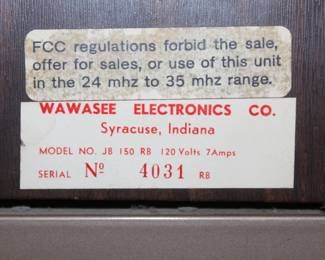 FCC regulations forbid the sale,
offer for sales, or use of this unit
in the 24 mhz to 35 mhz range.
WAWASEE ELECTRONICS CO.
Syracuse, Indiana
MODEL NO. JB 150 RB 120 Volts 7Amps
SERIAL Nº 4031 RB